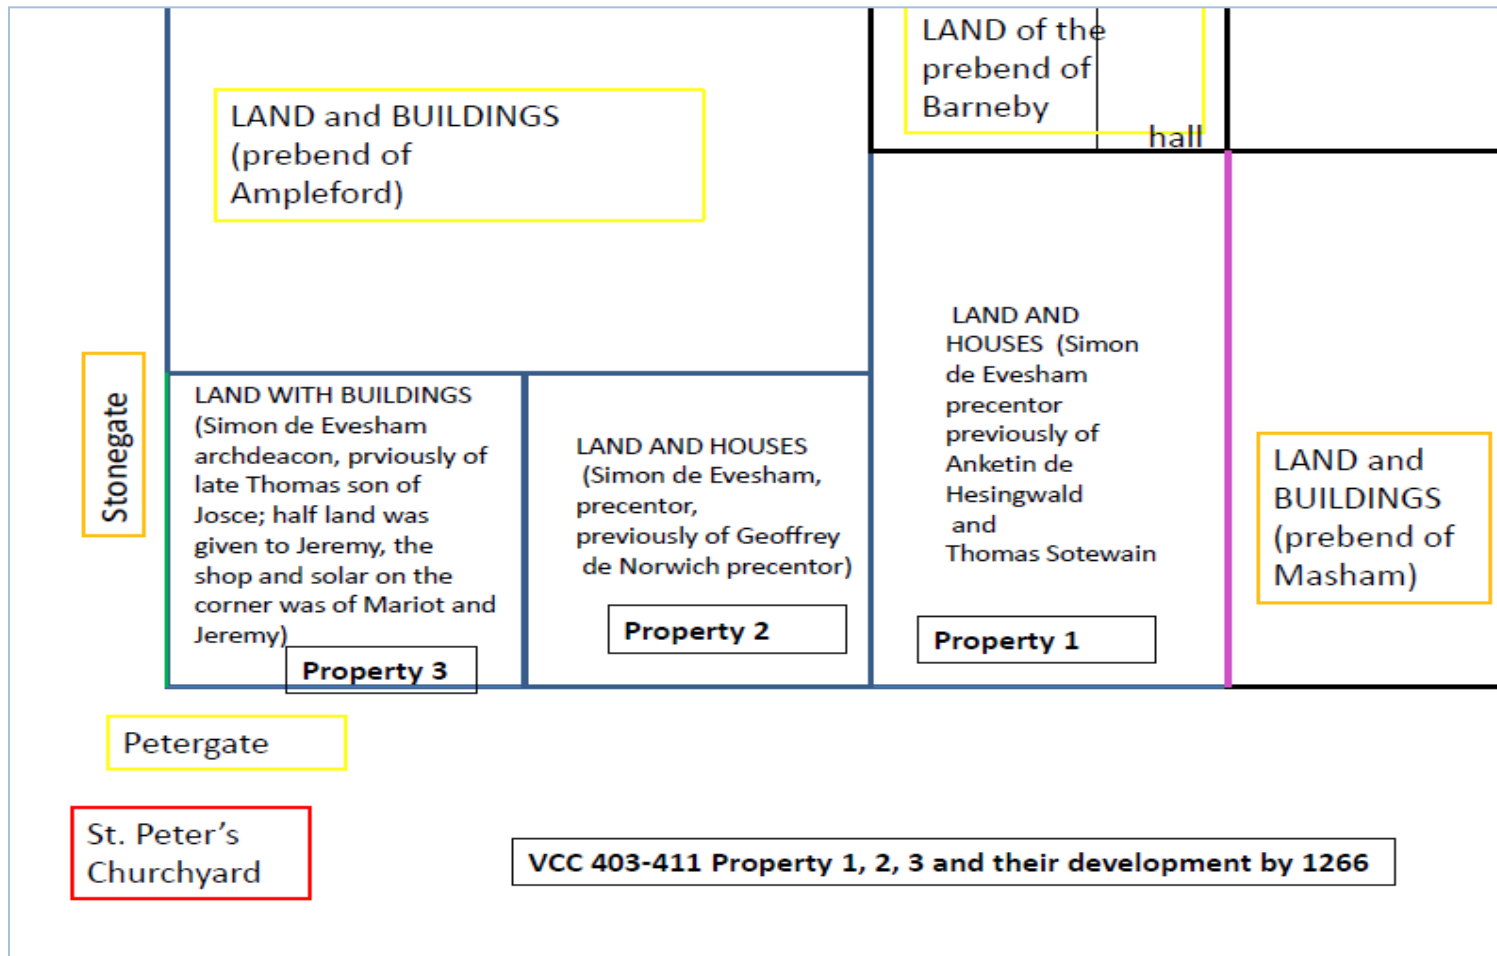 LAND of the
prebend of
Barneby
hall
LAND and BUILDINGS
(prebend of
Ampleford)
Stonegate
LAND WITH BUILDINGS
(Simon de Evesham
archdeacon, prviously of
late Thomas son of
Josce; half land was
given to Jeremy, the
shop and solar on the
corner was of Mariot and
Jeremy)
Property 3
LAND AND HOUSES
(Simon de Evesham,
precentor,
previously of Geoffrey
de Norwich precentor)
Property 2
LAND AND
HOUSES (Simon
de Evesham
precentor
previously of
Anketin de
Hesingwald
and
Thomas Sotewain
Property 1
LAND and
BUILDINGS
(prebend of
Masham)
Petergate
St. Peter's
Churchyard
VCC 403-411 Property 1, 2, 3 and their development by 1266